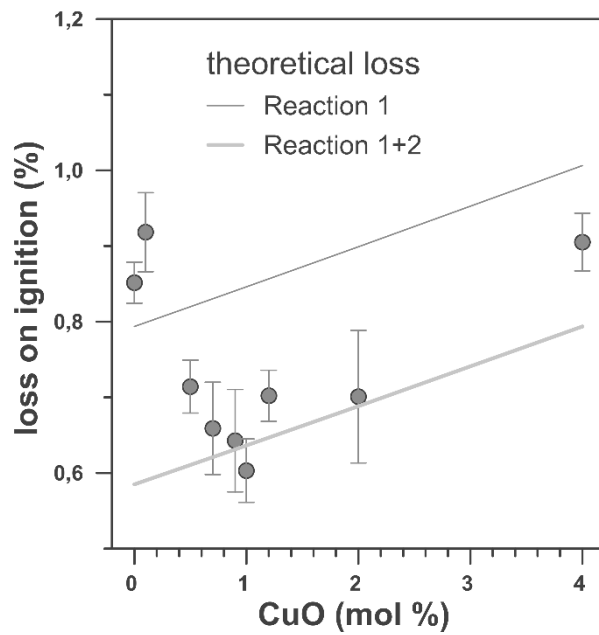 1,2
theoretical loss
Reaction 1
Reaction 1+2
1,0
0,8
0,6
loss on ignition (%)
0 1 2 3 4
CuO (mol %)